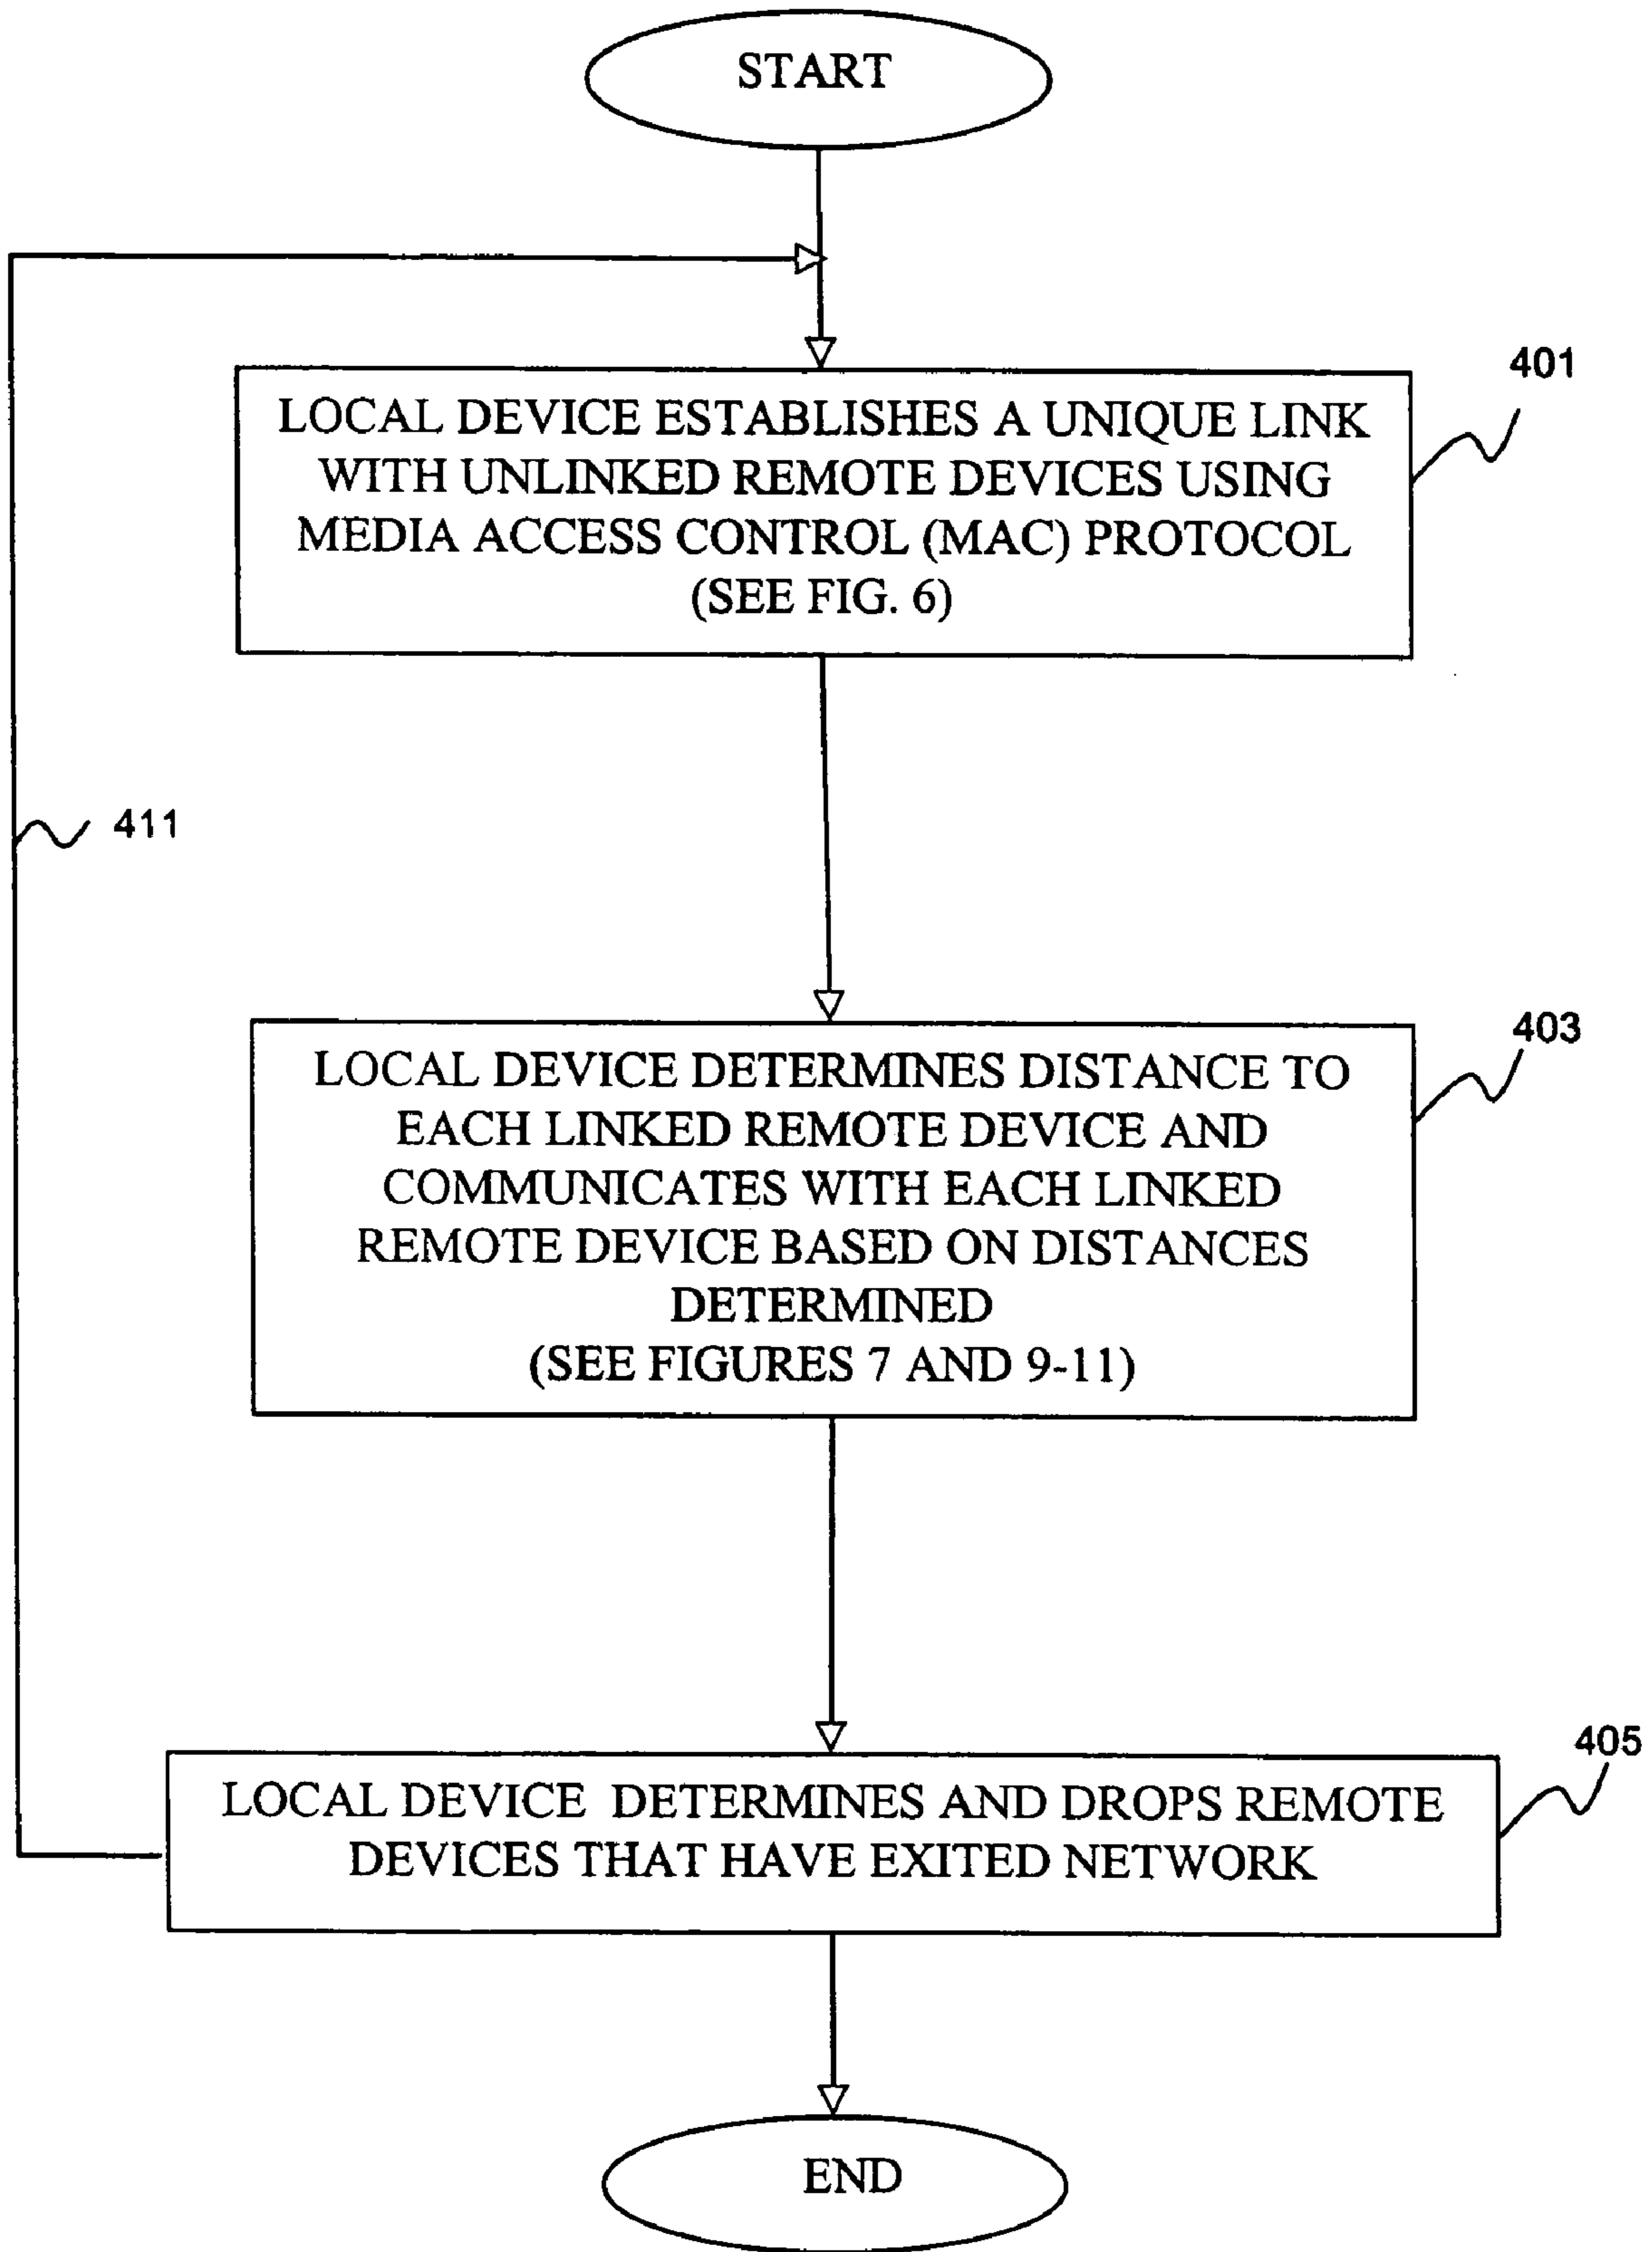 START
401
LOCAL DEVICE ESTABLISHES A UNIQUE LINK
WITH UNLINKED REMOTE DEVICES USING
MEDIA ACCESS CONTROL (MAC) PROTOCOL
(SEE FIG. 6)
411
403
LOCAL DEVICE DETERMINES DISTANCE TO
EACH LINKED REMOTE DEVICE AND
COMMUNICATES WITH EACH LINKED
REMOTE DEVICE BASED ON DISTANCES
DETERMINED
(SEE FIGURES 7 AND 9-11)
405
LOCAL DEVICE DETERMINES AND DROPS REMOTE
DEVICES THAT HAVE EXITED NETWORK
END